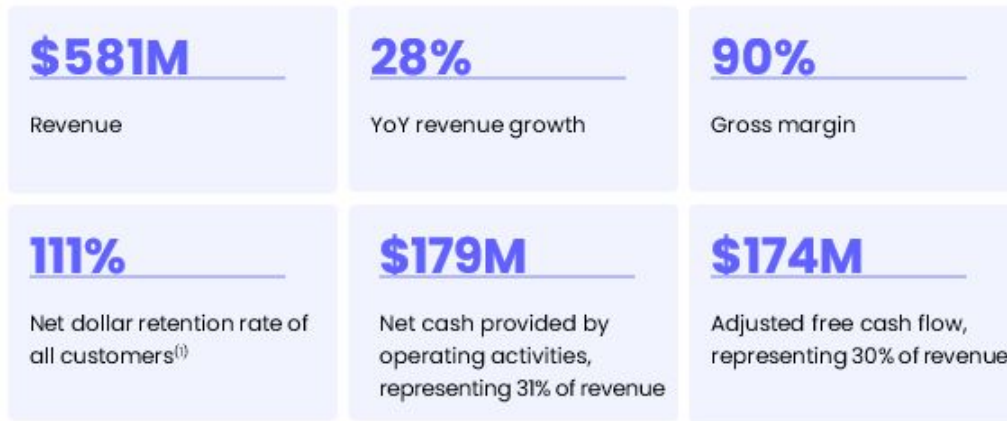 $581M
Revenue
28%
YoY revenue growth
90%
Gross margin
111%
Net dollar retention rate of
all customers(1)
$179M
Net cash provided by
operating activities,
representing 31% of revenue
$174M
Adjusted free cash flow,
representing 30% of revenue